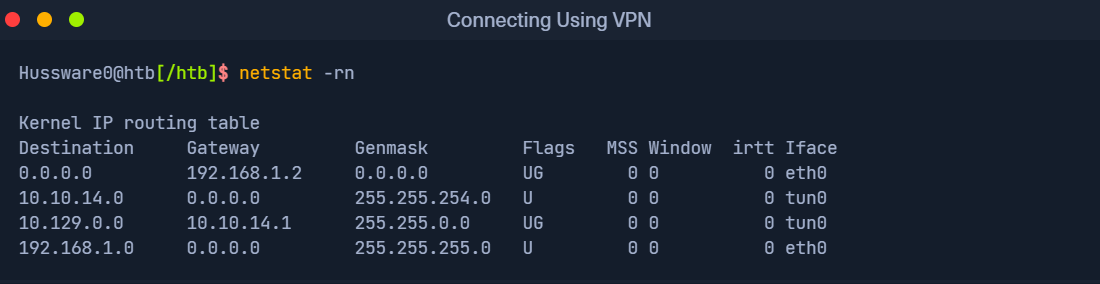 Connecting Using VPN
Hussware0@htb[/htb]$ netstat -rn
Kernel IP routing table
Destination     Gateway         Genmask         Flags   MSS Window  irtt Iface
0.0.0.0         192.168.1.2     0.0.0.0         UG        0 0          0 eth0
10.10.14.0      0.0.0.0         255.255.254.0   U         0 0          0 tun0
10.129.0.0      10.10.14.1      255.255.0.0     UG        0 0          0 tun0
192.168.1.0     0.0.0.0         255.255.255.0   U         0 0          0 eth0